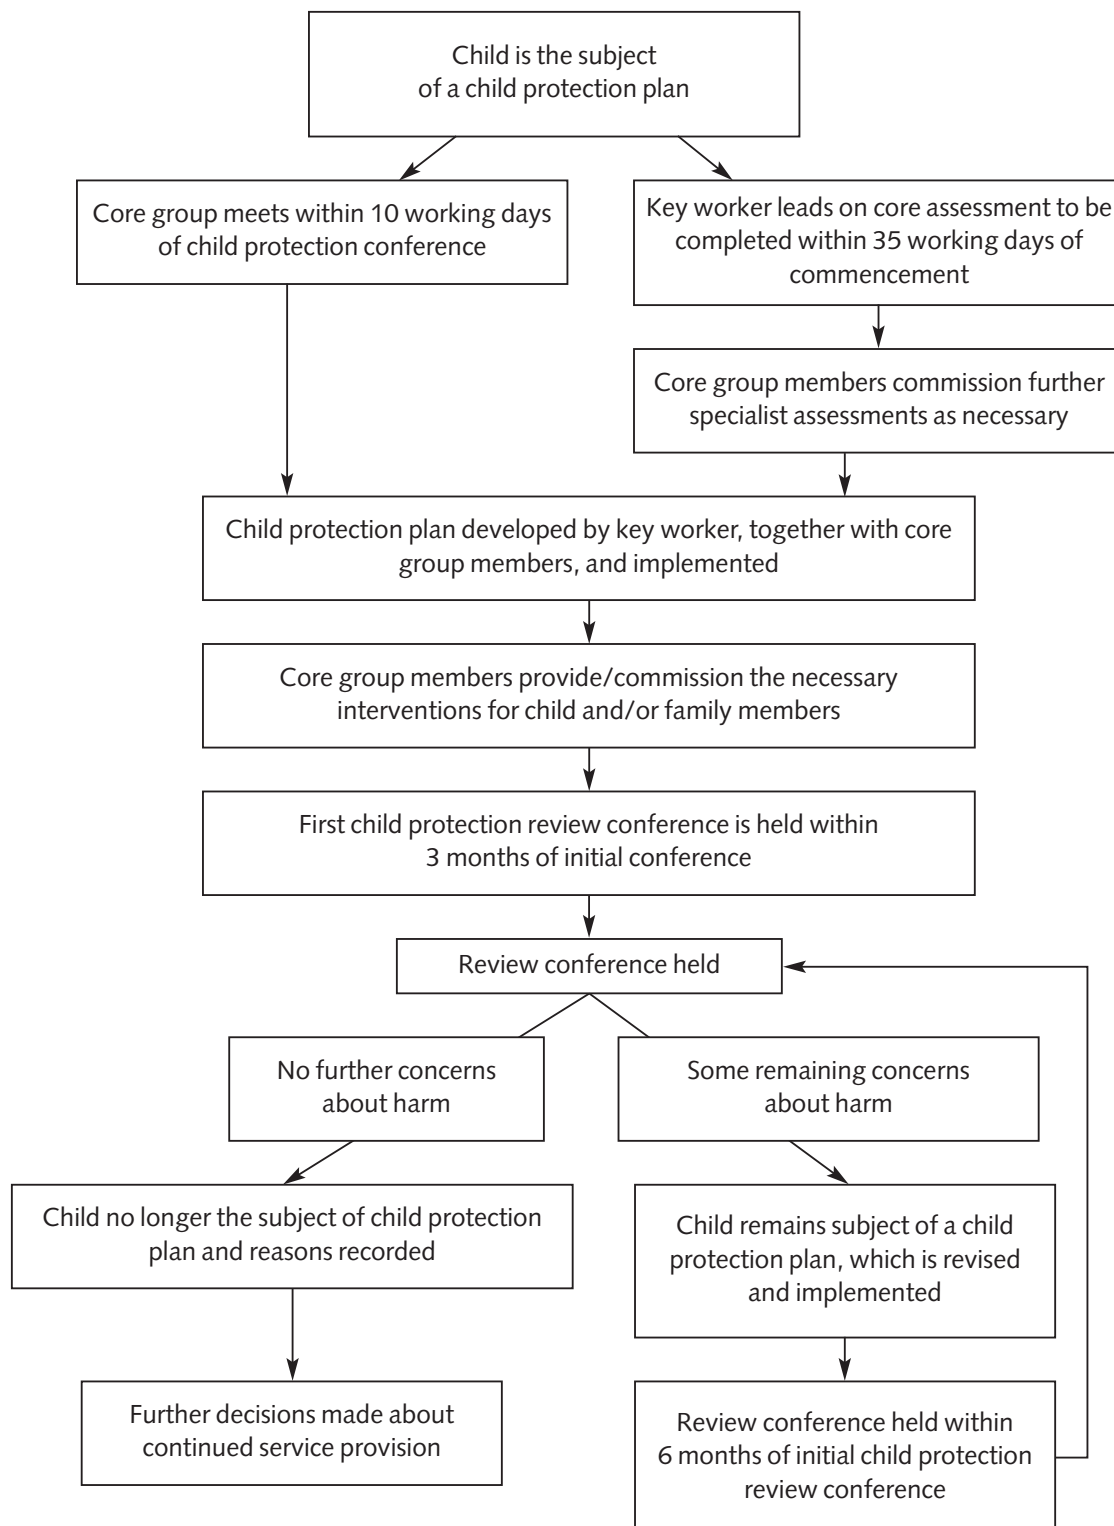 Child is the subject
of a child protection plan
Core group meets within 10 working days
of child protection conference
Key worker leads on core assessment to be
completed within 35 working days of
commencement
Core group members commission further
specialist assessments as necessary
Child protection plan developed by key worker, together with core
group members, and implemented
Core group members provide/commission the necessary
interventions for child and/or family members
First child protection review conference is held within
3 months of initial conference
Review conference held
No further concerns
about harm
Some remaining concerns
about harm
Child no longer the subject of child protection
plan and reasons recorded
Child remains subject of a child
protection plan, which is revised
and implemented
Further decisions made about
continued service provision
Review conference held within
6 months of initial child protection
review conference